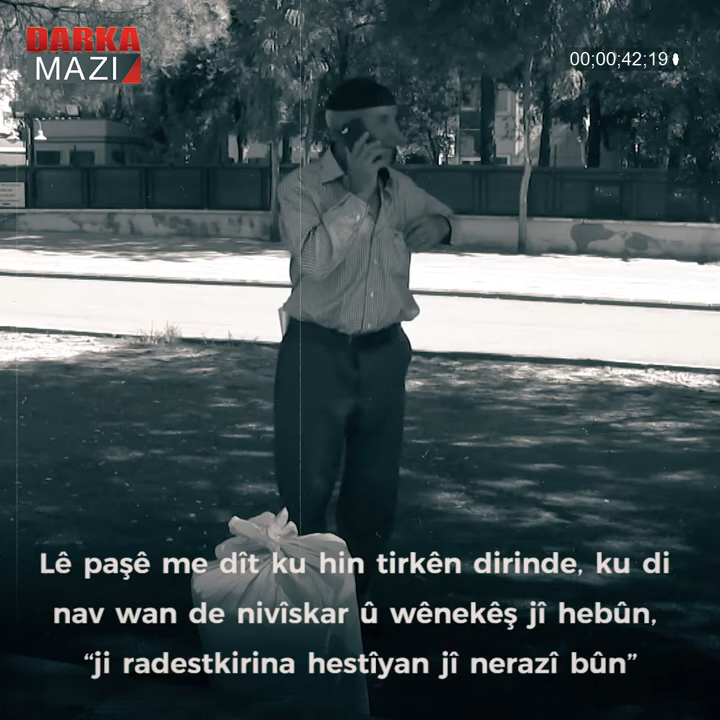 DARKA
MAZI
00;00;42;19
Lê paşê me dît ku hin tirkên dirinde, ku di
nav wan de nivîskar û wênekêş jî hebûn,
“ji radestkirina hestîyan jî nerazî bûn”